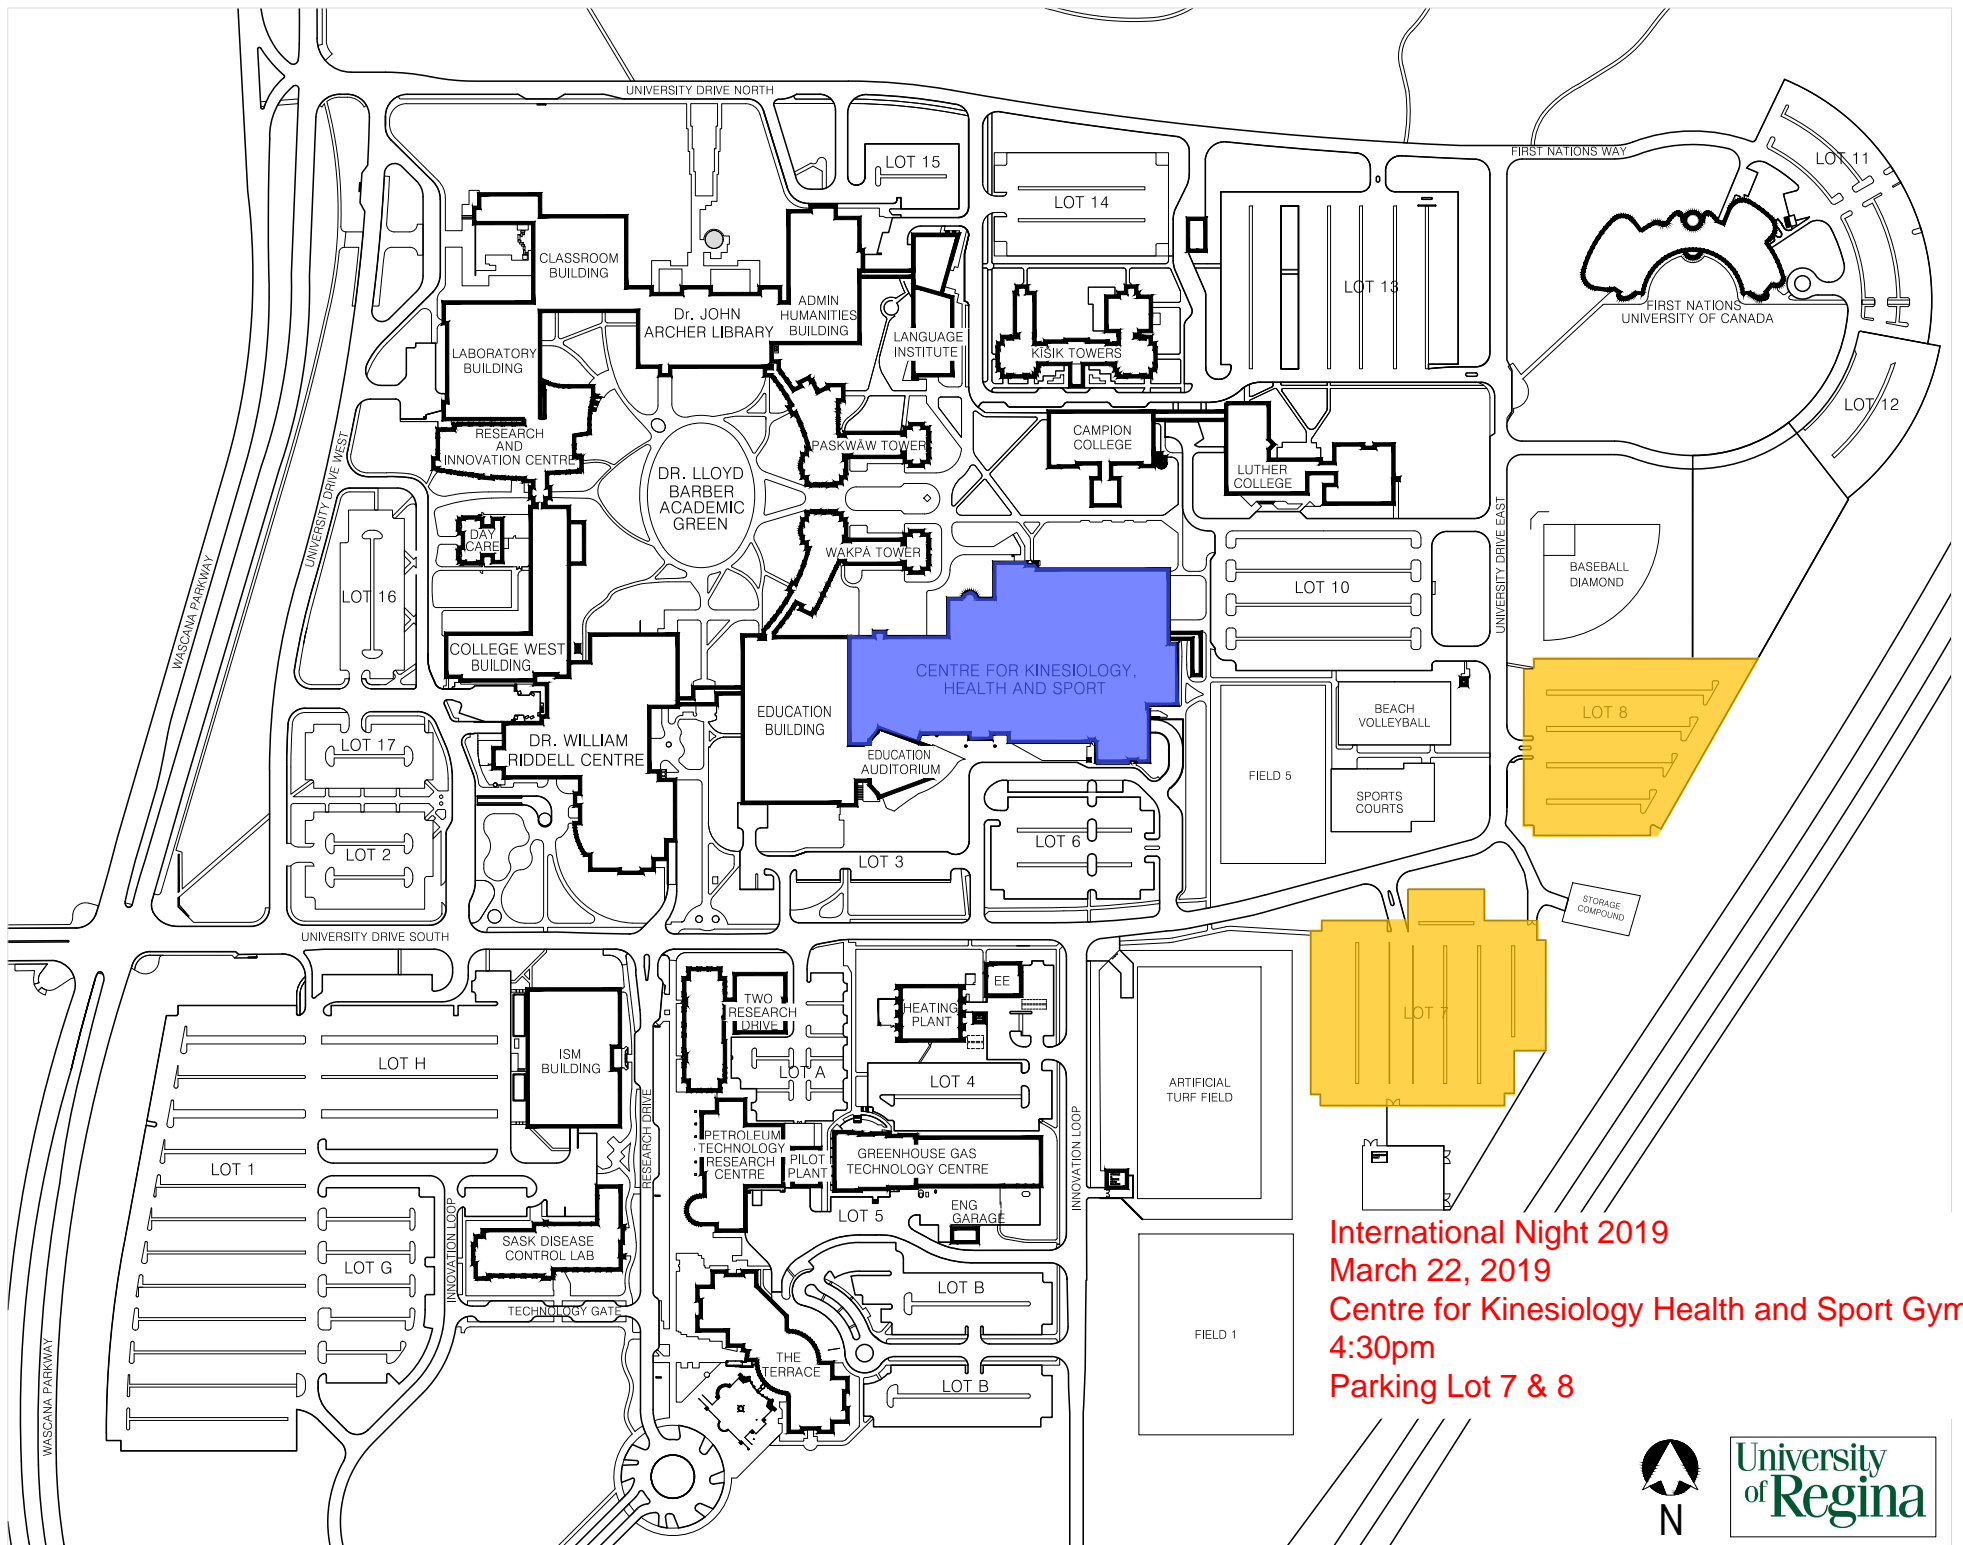 UNIVERSITY DRIVE NORTH
FIRST NATIONS WAY
LOT 11
LOT 15
LOT 14
CLASSROOM
BUILDING
LOT 13
ADMIN
HUMANITIES
BUILDING
Dr. JOHN
ARCHER LIBRARY
FIRST NATIONS
UNIVERSITY OF CANADA
LANGUAGE
INSTITUTE
KĪSIK TOWERS
LABORATORY
BUILDING
LOT 12
RESEARCH
AND
INNOVATION CENTRE
PASKWĀW TOWER
CAMPION
COLLEGE
LUTHER
COLLEGE
DR. LLOYD
BARBER
ACADEMIC
GREEN
UNIVERSITY DRIVE WEST
UNIVERSITY DRIVE EAST
DAY
CARE
WAKPĀ TOWER
BASEBALL
DIAMOND
WASCANA PARKWAY
LOT 16
LOT 10
COLLEGE WEST
BUILDING
CENTRE FOR KINESIOLOGY,
HEALTH AND SPORT
EDUCATION
BUILDING
BEACH
VOLLEYBALL
LOT 8
LOT 17
DR. WILLIAM
RIDDELL CENTRE
EDUCATION
AUDITORIUM
FIELD 5
SPORTS
COURTS
LOT 2
LOT 3
LOT 6
STORAGE
COMPOUND
UNIVERSITY DRIVE SOUTH
TWO
RESEARCH
DRIVE
HEATING
PLANT
EE
LOT 7
LOT H
ISM
BUILDING
LOT A
LOT 4
ARTIFICIAL
TURF FIELD
RESEARCH DRIVE
INNOVATION LOOP
PETROLEUM
TECHNOLOGY
RESEARCH
CENTRE
PILOT
PLANT
GREENHOUSE GAS
TECHNOLOGY CENTRE
LOT 1
LOT 5
ENG
GARAGE
INNOVATION LOOP
SASK DISEASE
CONTROL LAB
LOT G
LOT B
TECHNOLOGY GATE
International Night 2019
March 22, 2019
Centre for Kinesiology Health and Sport Gym
4:30pm
Parking Lot 7 & 8
FIELD 1
THE
TERRACE
LOT B
WASCANA PARKWAY
N
University
of Regina